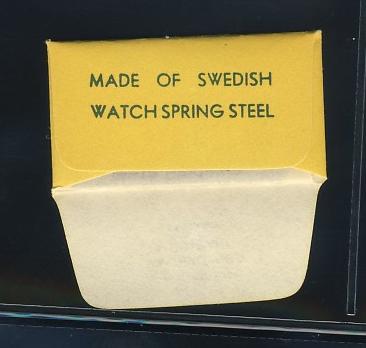 MADE OF SWEDISH
WATCH SPRING STEEL